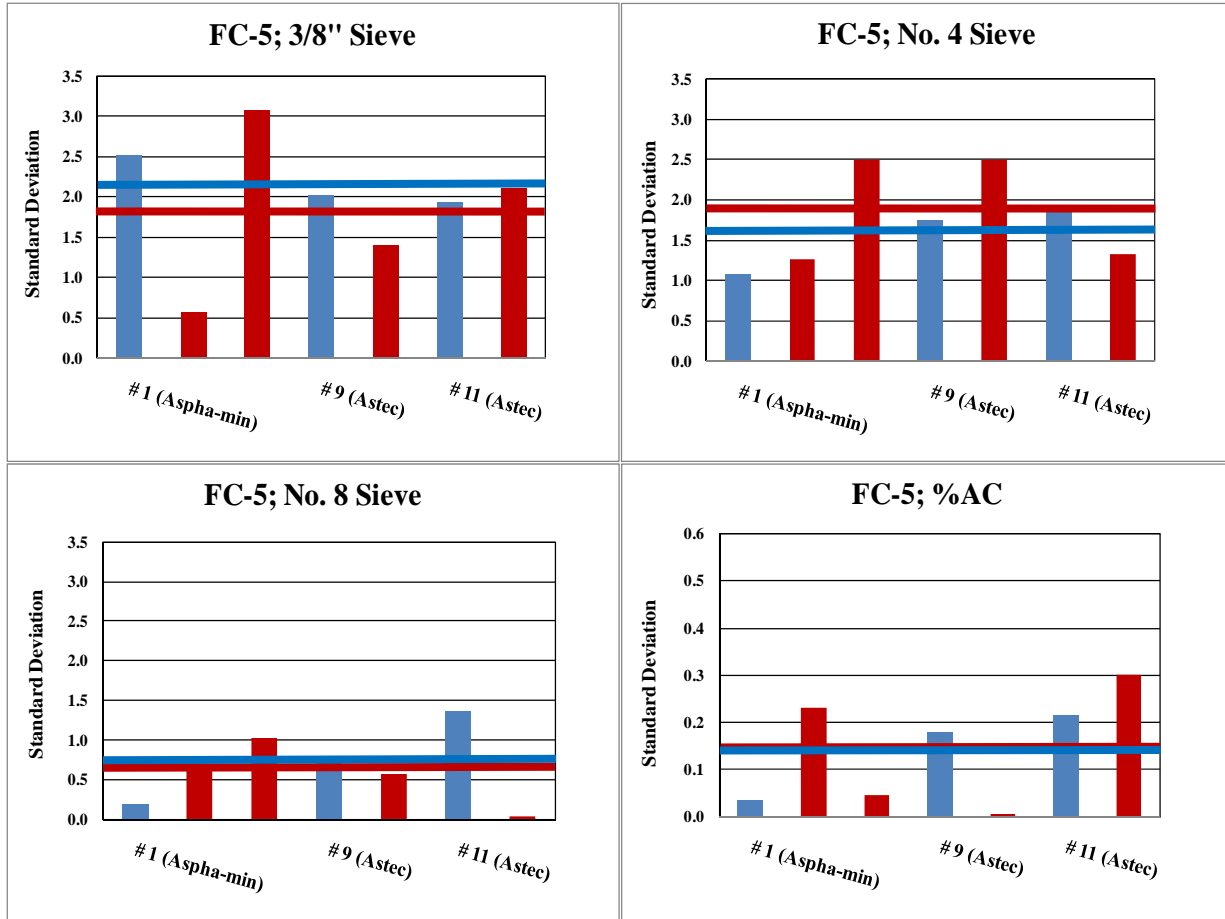 FC-5; 3/8" Sieve
Standard Deviation
3.5
3.0
2.5
2.0
1.5
1.0
0.5
0.0
# 1 (Aspha-min)
# 9 (Astec)
# 11 (Astec)
FC-5; No. 4 Sieve
Standard Deviation
3.5
3.0
2.5
2.0
1.5
1.0
0.5
0.0
# 1 (Aspha-min)
# 9 (Astec)
# 11 (Astec)
FC-5; No. 8 Sieve
Standard Deviation
3.5
3.0
2.5
2.0
1.5
1.0
0.5
0.0
# 1 (Aspha-min)
# 9 (Astec)
# 11 (Astec)
FC-5; %AC
Standard Deviation
0.6
0.5
0.4
0.3
0.2
0.1
0.0
# 1 (Aspha-min)
# 9 (Astec)
# 11 (Astec)